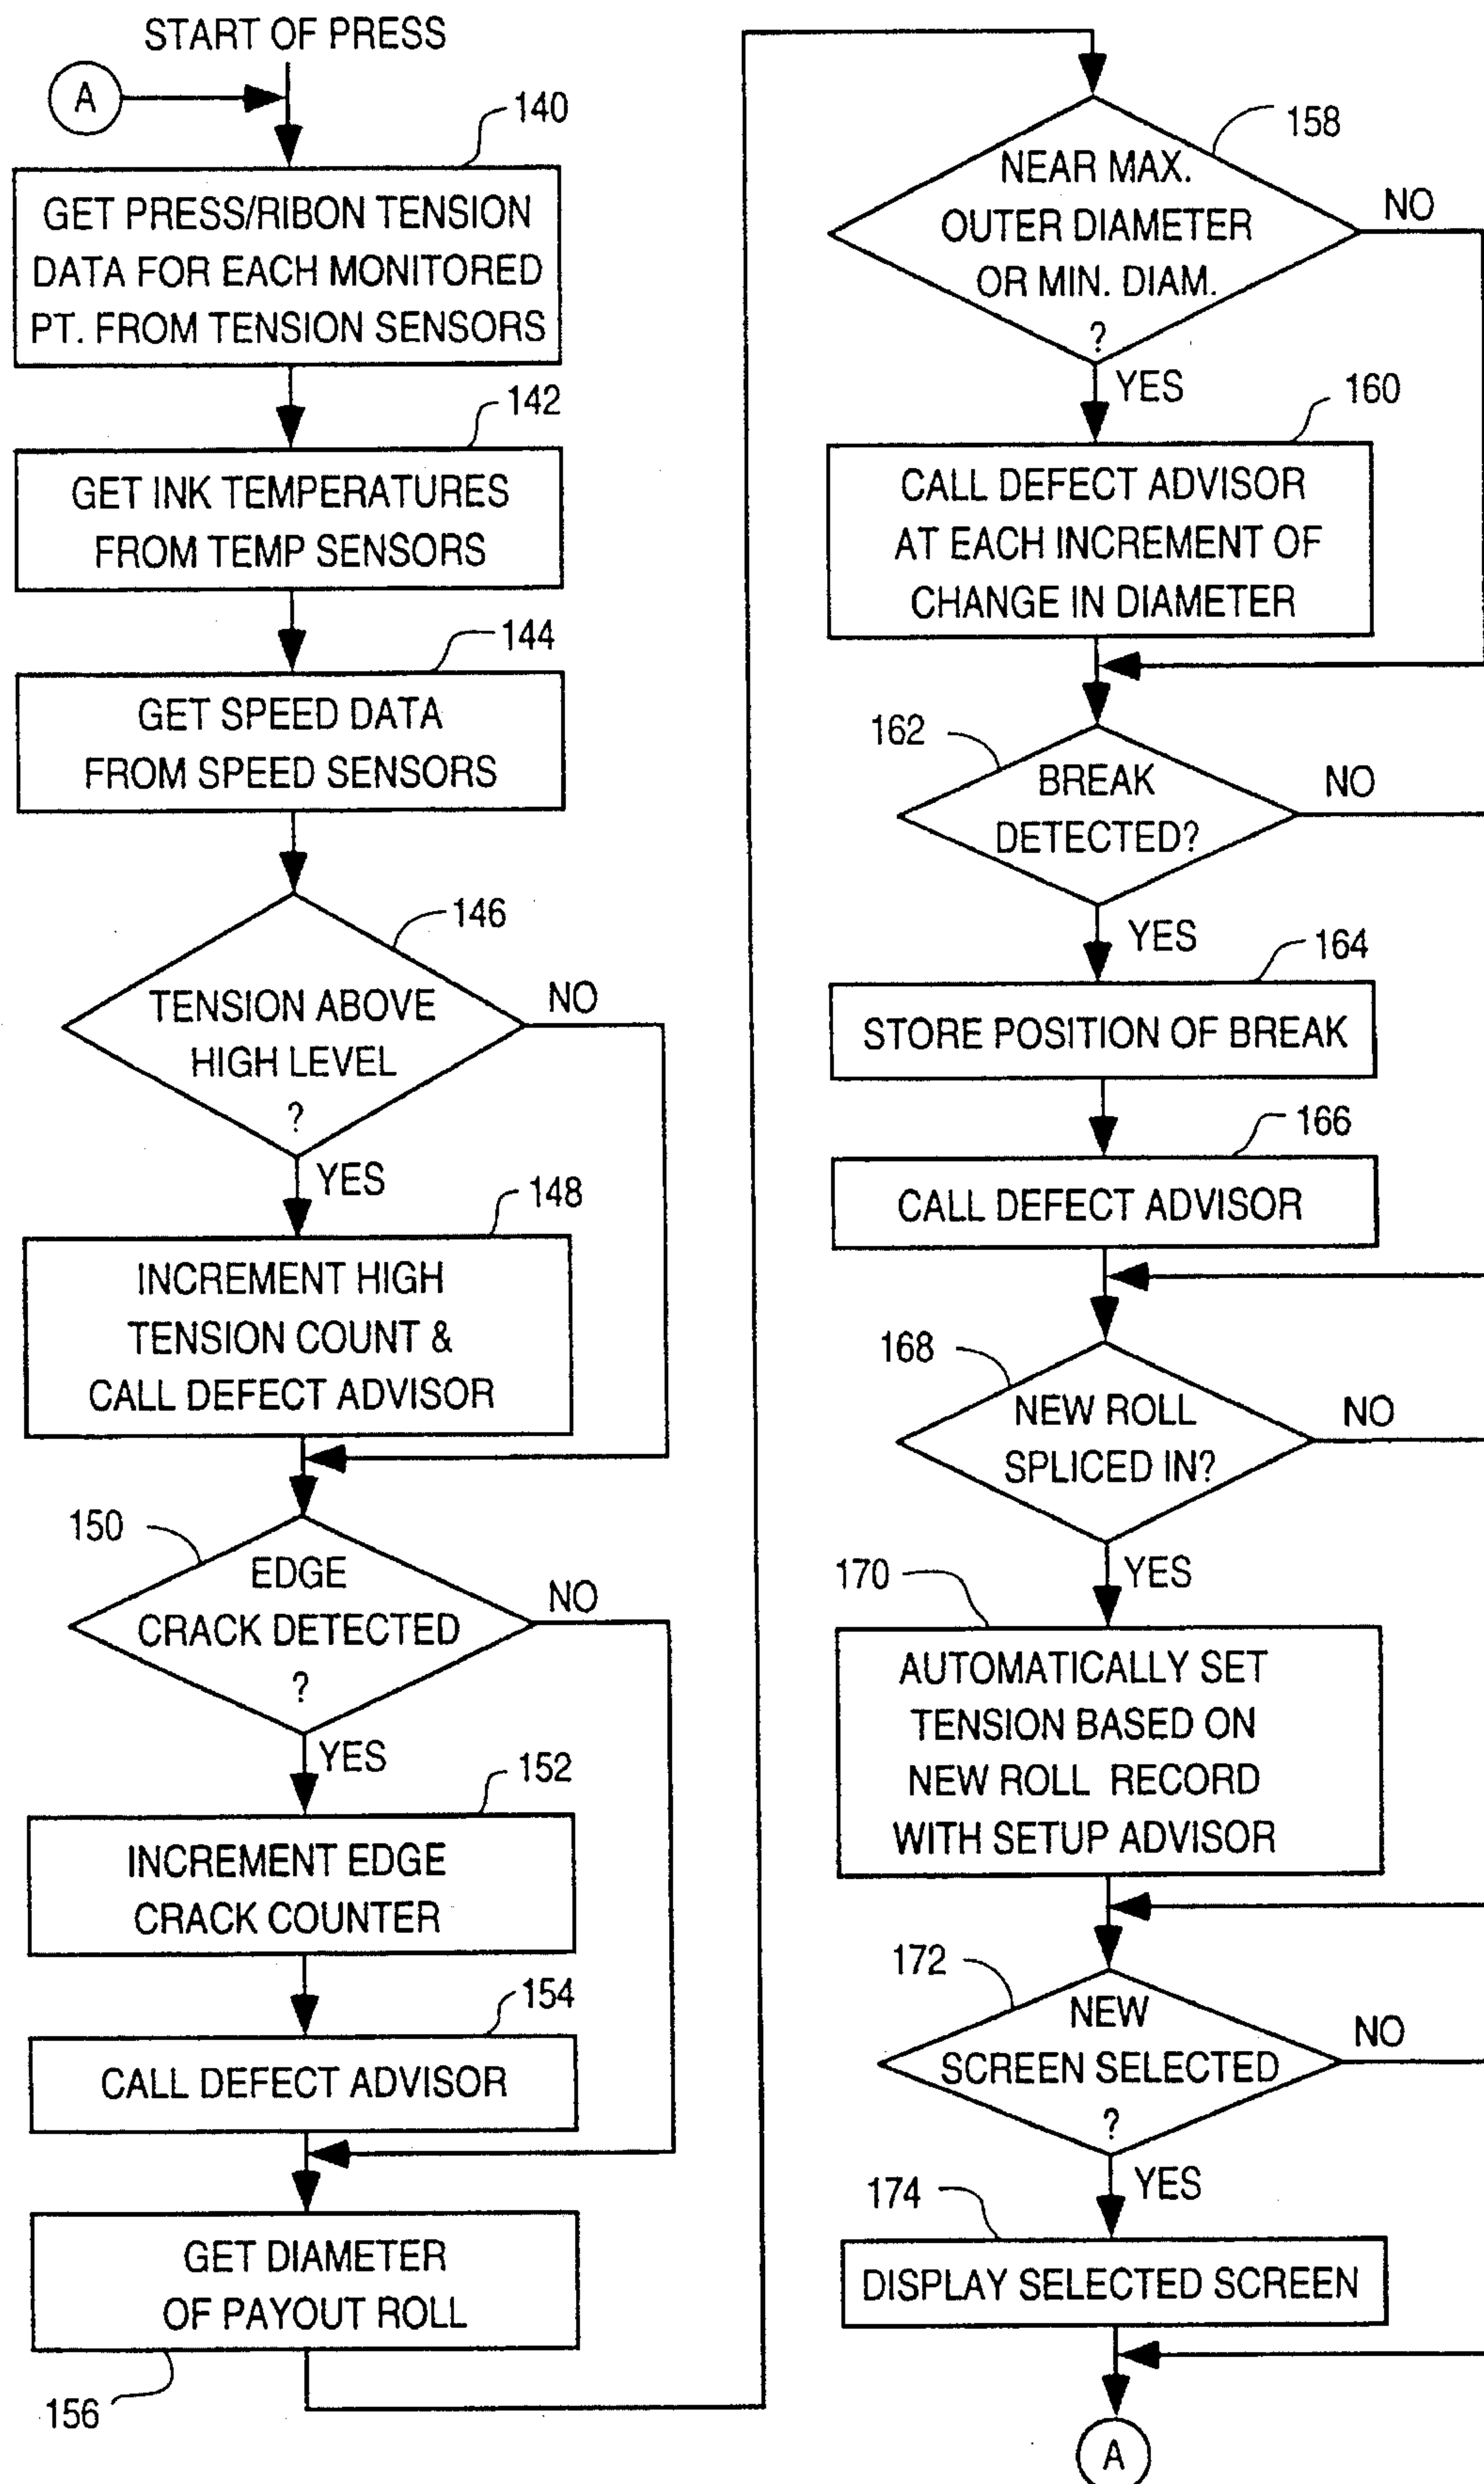 START OF PRESS
A
140
GET PRESS/RIBON TENSION
DATA FOR EACH MONITORED
PT. FROM TENSION SENSORS
142
GET INK TEMPERATURES
FROM TEMP SENSORS
144
GET SPEED DATA
FROM SPEED SENSORS
146
TENSION ABOVE
HIGH LEVEL
?
NO
YES
148
INCREMENT HIGH
TENSION COUNT &
CALL DEFECT ADVISOR
150
EDGE
CRACK DETECTED
?
NO
YES
152
INCREMENT EDGE
CRACK COUNTER
154
CALL DEFECT ADVISOR
GET DIAMETER
OF PAYOUT ROLL
156
158
NEAR MAX.
OUTER DIAMETER
OR MIN. DIAM.
?
NO
YES
160
CALL DEFECT ADVISOR
AT EACH INCREMENT OF
CHANGE IN DIAMETER
162
BREAK
DETECTED?
NO
YES
164
STORE POSITION OF BREAK
166
CALL DEFECT ADVISOR
168
NEW ROLL
SPLICED IN?
NO
YES
170
AUTOMATICALLY SET
TENSION BASED ON
NEW ROLL RECORD
WITH SETUP ADVISOR
172
NEW
SCREEN SELECTED
?
NO
YES
174
DISPLAY SELECTED SCREEN
A